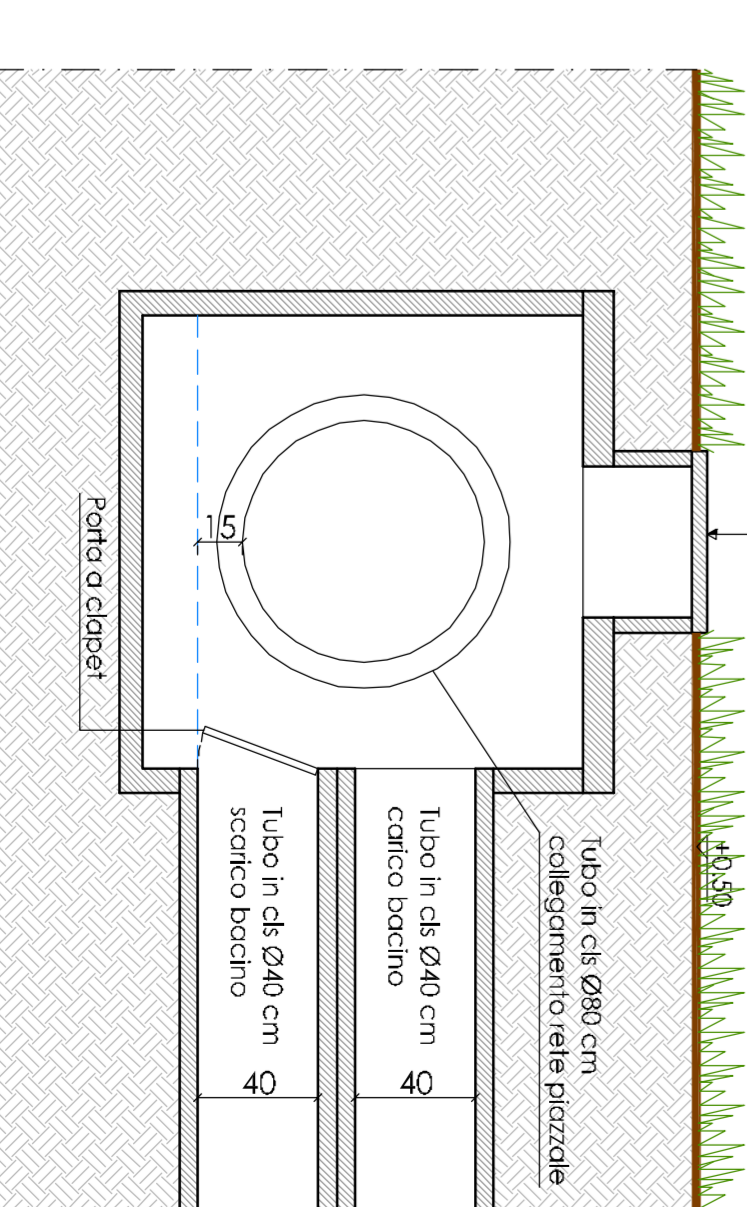 +0.50
Tubo in cls Ø80 cm
collegamento rete piazzale
Tubo in cls Ø40 cm
carico bacino
40
Tubo in cls Ø40 cm
scarico bacino
40
15
Porta a clapet